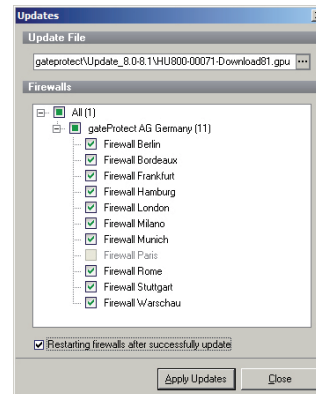 Updates
Update File
gateprotect\Update_8.0-8.1\HU800-00071-Download81.gpu ...
Firewalls
All (1)
gateProtect AG Germany (11)
Firewall Berlin
Firewall Bordeaux
Firewall Frankfurt
Firewall Hamburg
Firewall London
Firewall Milano
Firewall Munich
Firewall Paris
Firewall Rome
Firewall Stuttgart
Firewall Warschau
Restarting firewalls after successfully update
Apply Updates Close